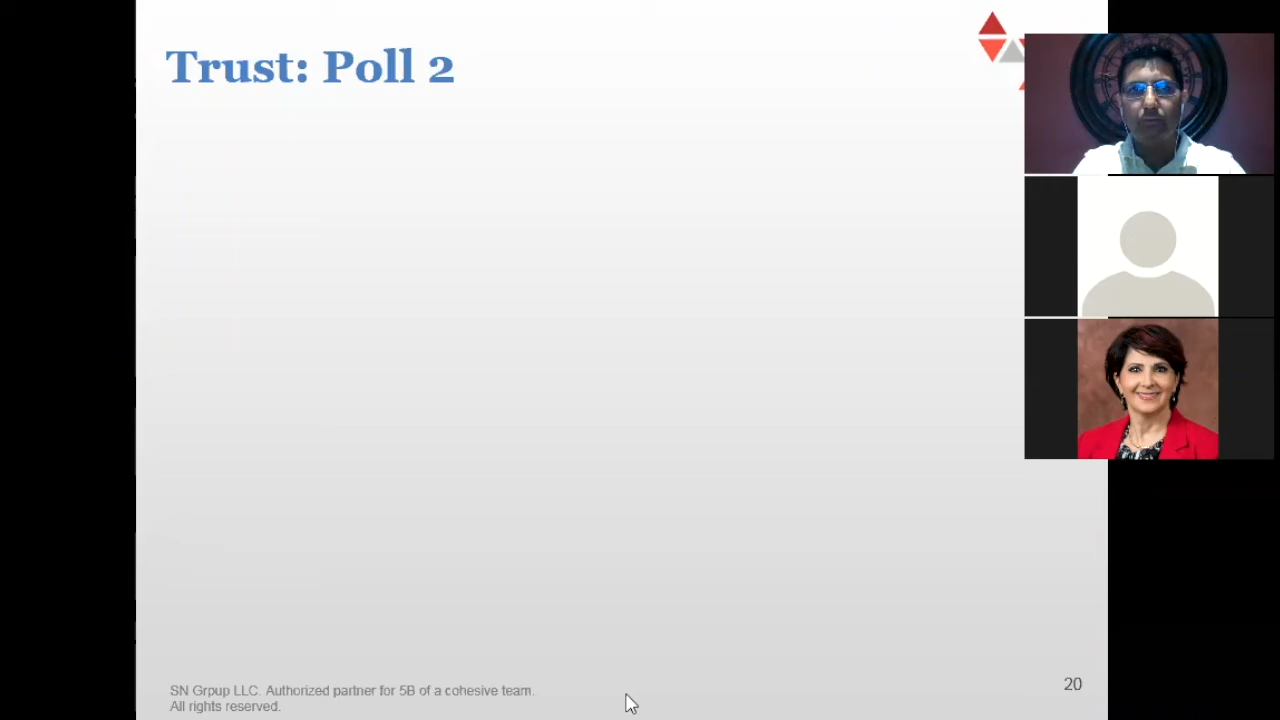 Trust: Poll 2
SN Grpup LLC. Authorized partner for 5B of a cohesive team.
All rights reserved.
20